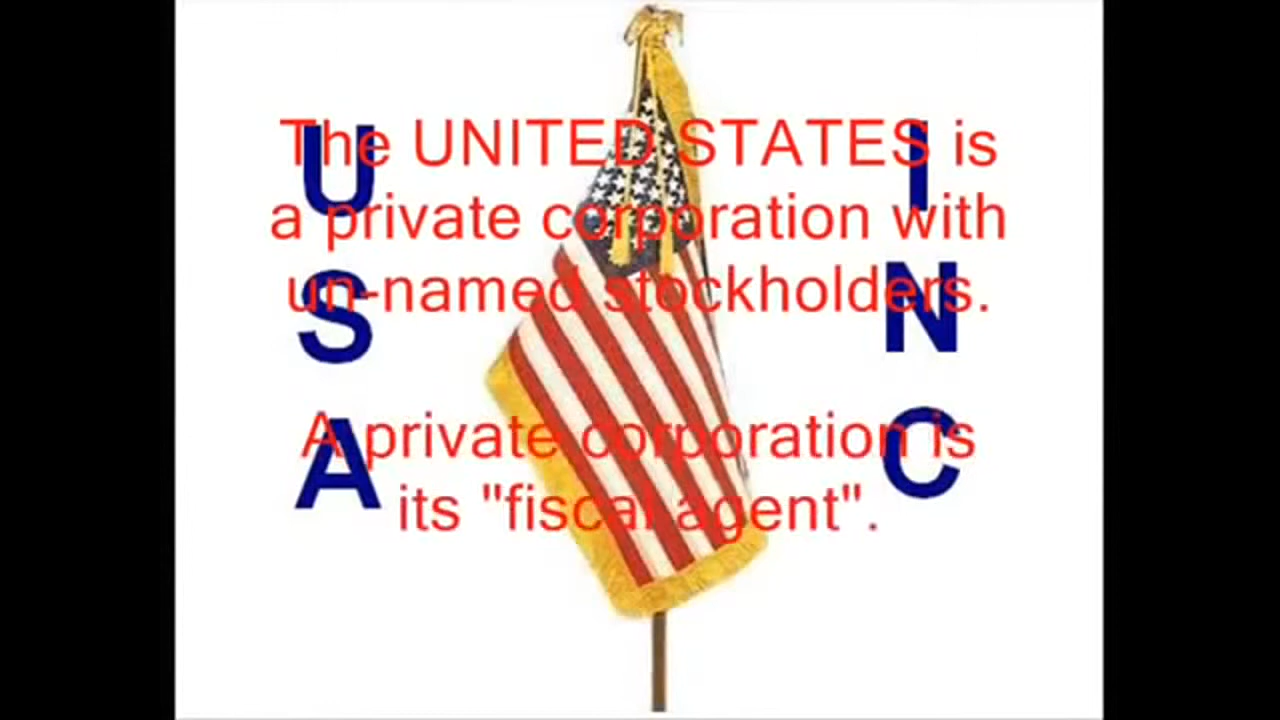 The UNITED STATES is
a private corporation with
un-named stockholders.
A private corporation is
its "fiscal agent".
U
S
A
I
N
C